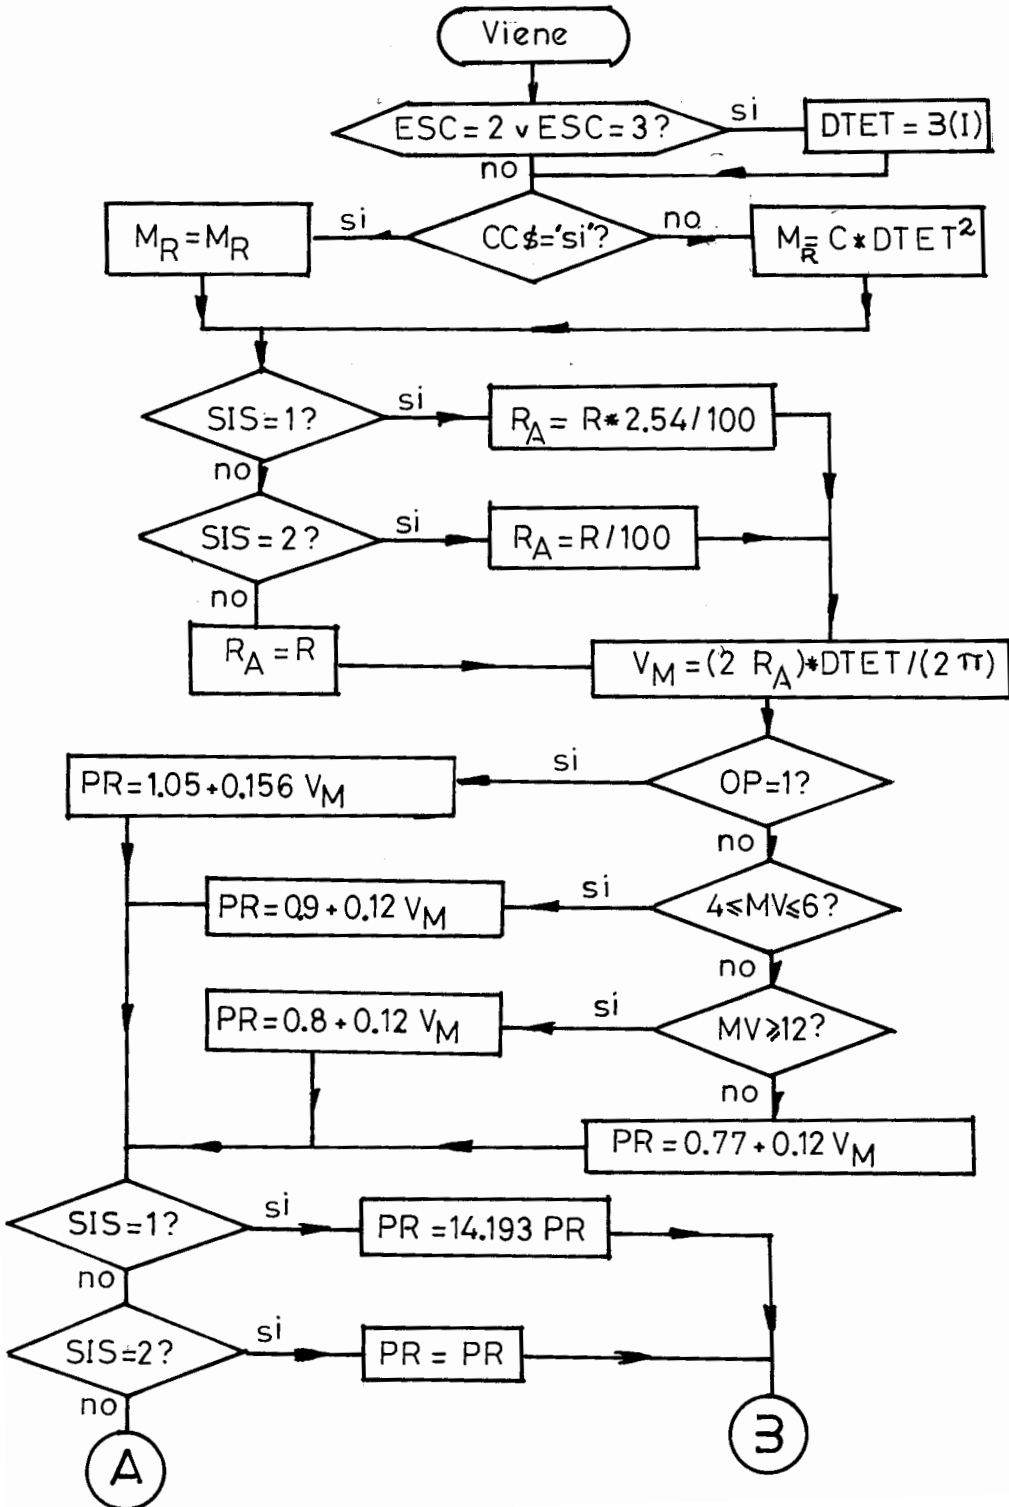 Viene
ESC=2 v ESC=3?
si
DTET = 3(I)
no
CC$='si'?
si
M_R = M_R
no
M_R = C*DTET²
SIS=1?
si
R_A = R*2.54/100
no
SIS=2?
si
R_A = R/100
no
R_A = R
V_M = (2 R_A)*DTET/(2 π)
OP=1?
si
PR=1.05+0.156 V_M
no
4≤MV≤6?
si
PR=0.9+0.12 V_M
no
MV≥12?
si
PR=0.8+0.12 V_M
no
PR=0.77+0.12 V_M
SIS=1?
si
PR=14.193 PR
no
SIS=2?
si
PR = PR
no
A
3